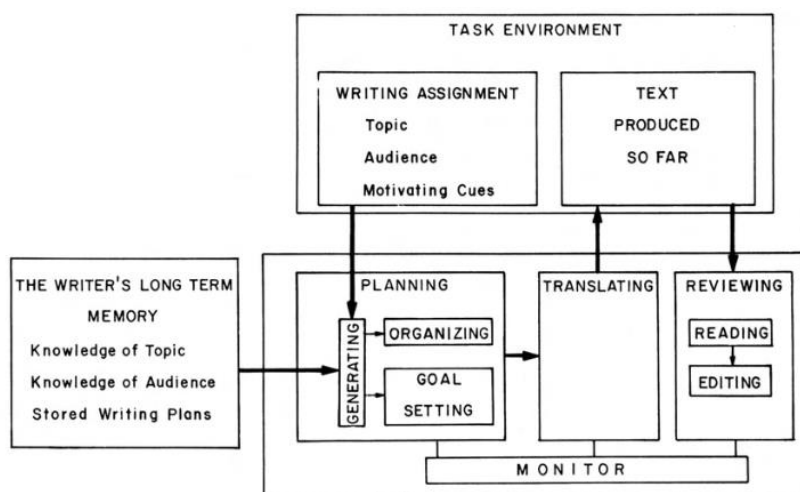 TASK ENVIRONMENT
WRITING ASSIGNMENT
Topic
Audience
Motivating Cues
TEXT
PRODUCED
SO FAR
THE WRITER'S LONG TERM
MEMORY
Knowledge of Topic
Knowledge of Audience
Stored Writing Plans
PLANNING
GENERATING
ORGANIZING
GOAL
SETTING
TRANSLATING
REVIEWING
READING
EDITING
MONITOR